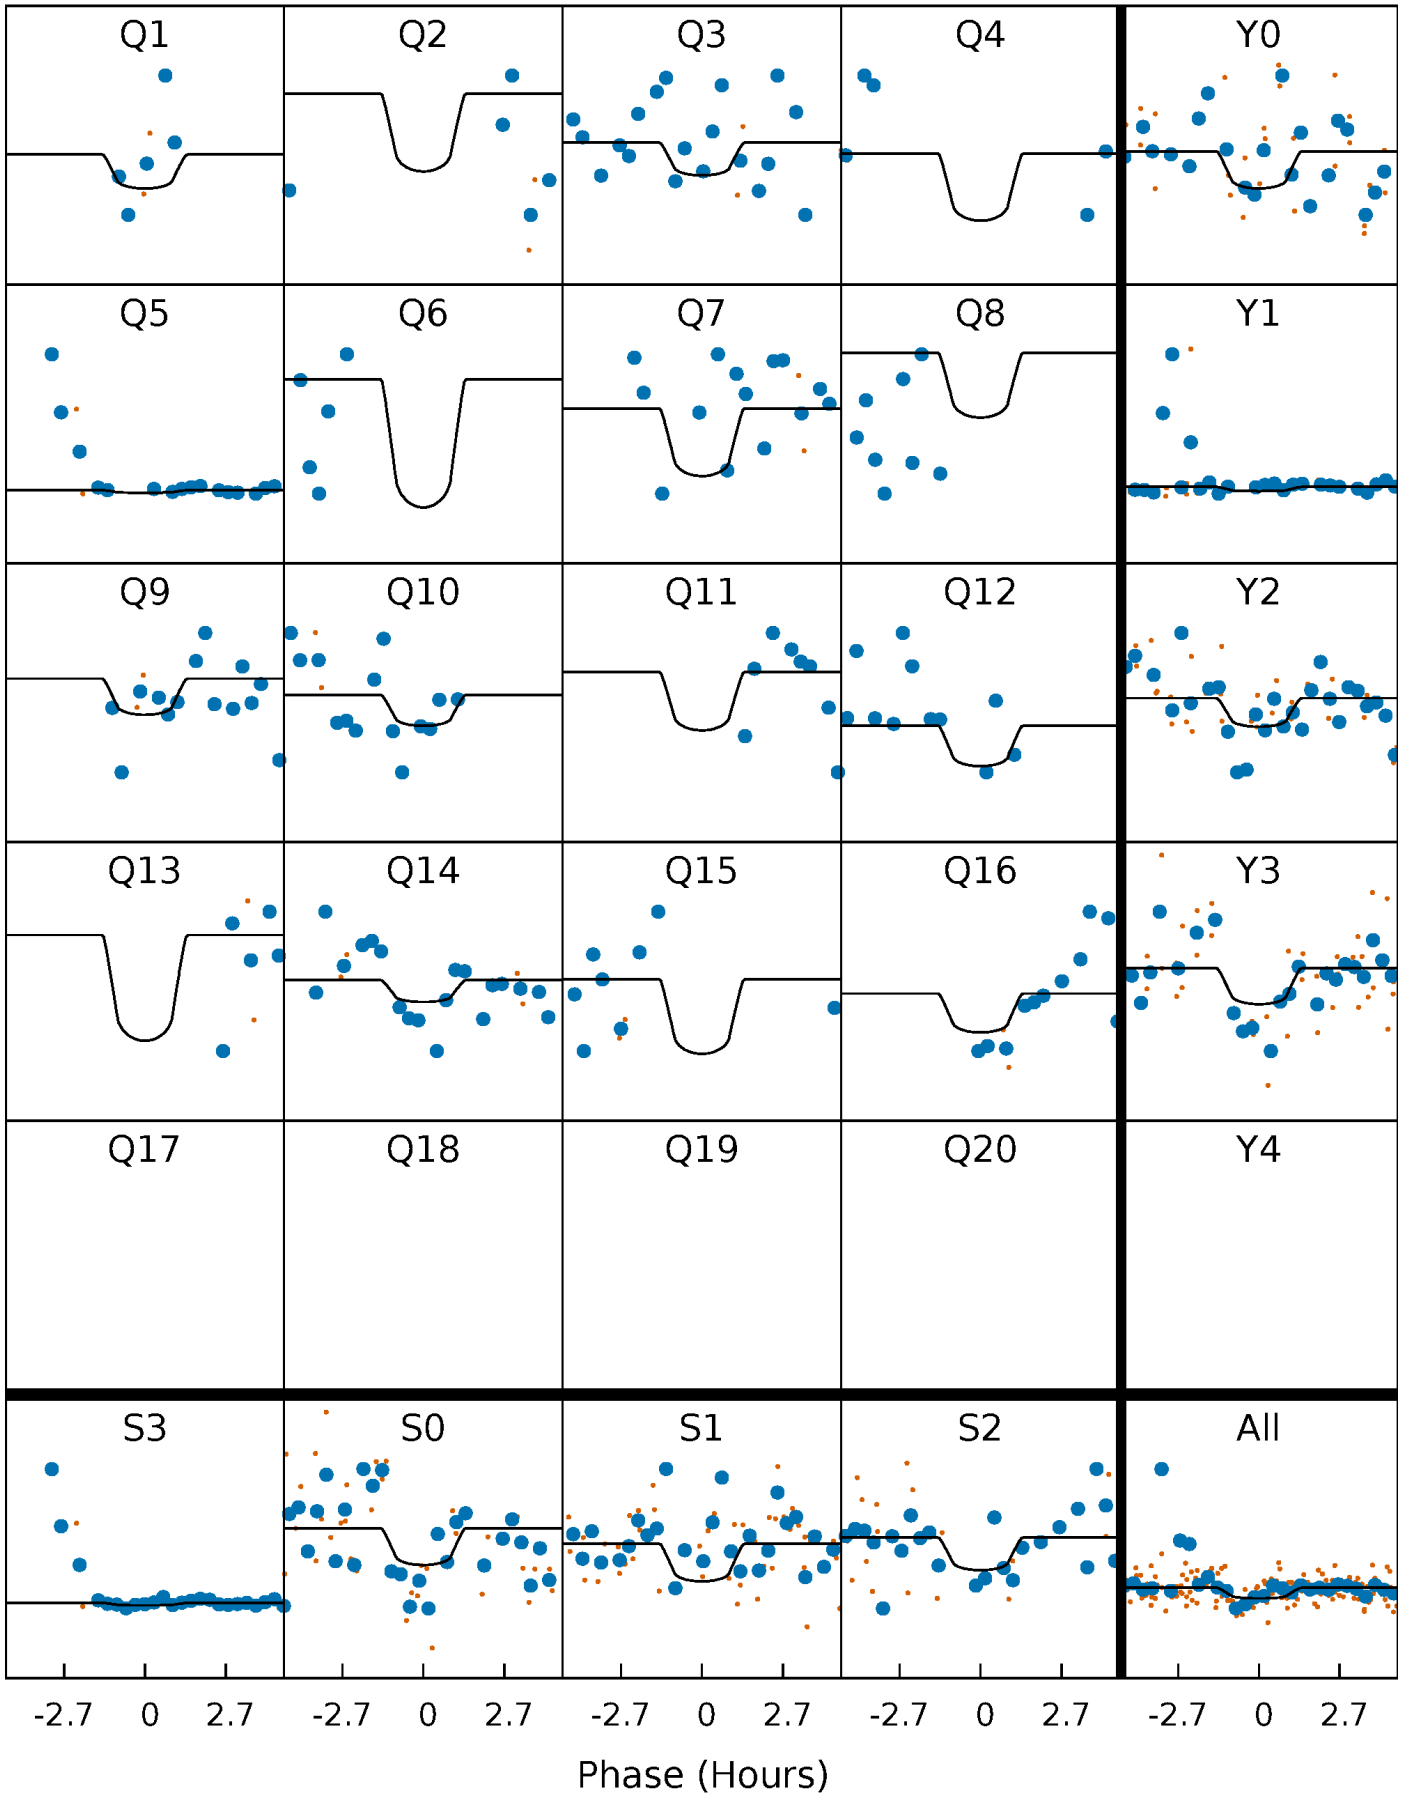 Q1 Q2 Q3 Q4 Y0
Q5 Q6 Q7 Q8 Y1
Q9 Q10 Q11 Q12 Y2
Q13 Q14 Q15 Q16 Y3
Q17 Q18 Q19 Q20 Y4
S3 S0 S1 S2 All
-2.7 0 2.7 -2.7 0 2.7 -2.7 0 2.7 -2.7 0 2.7 -2.7 0 2.7
Phase (Hours)